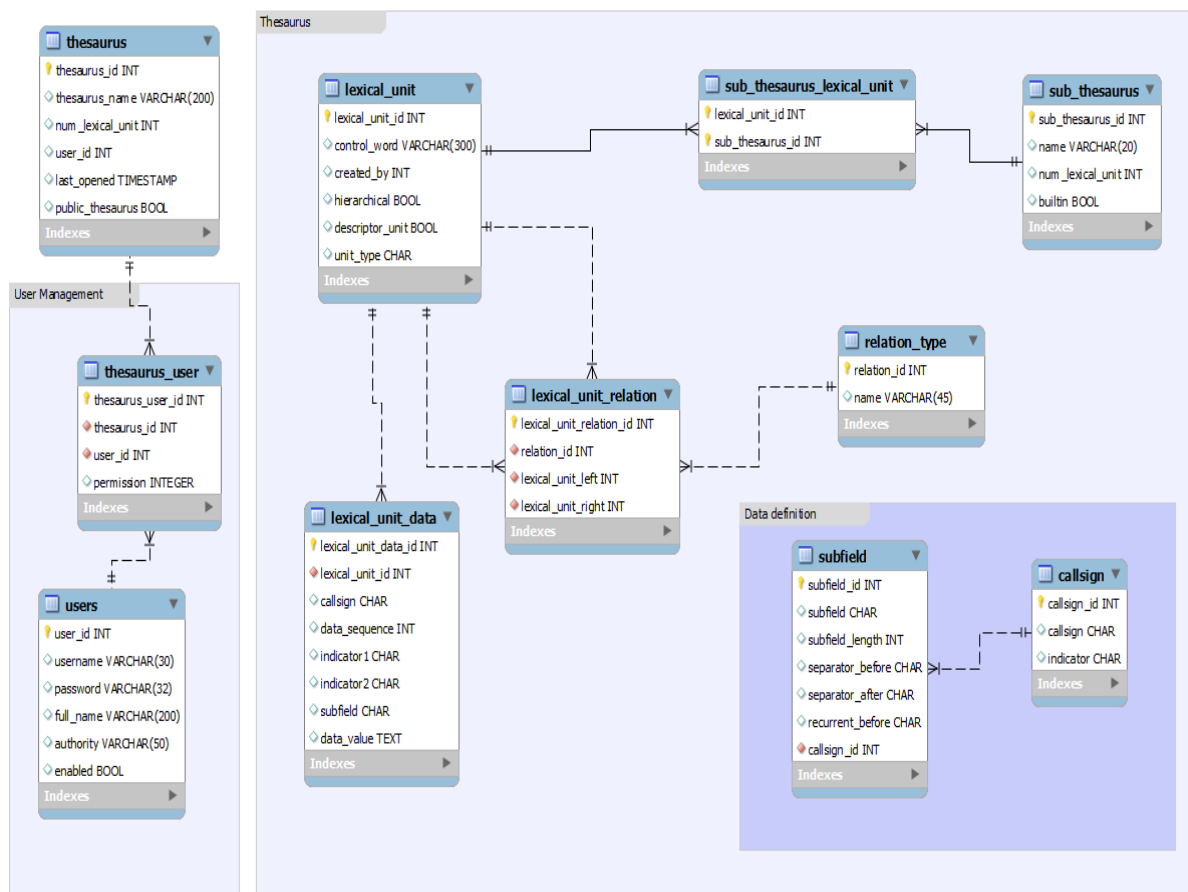 thesaurus
thesaurus_id INT
thesaurus_name VARCHAR(200)
num_lexical_unit INT
user_id INT
last_opened TIMESTAMP
public_thesaurus BOOL
Indexes
User Management
thesaurus_user
thesaurus_user_id INT
thesaurus_id INT
user_id INT
permission INTEGER
Indexes
users
user_id INT
username VARCHAR(30)
password VARCHAR(32)
full_name VARCHAR(200)
authority VARCHAR(50)
enabled BOOL
Indexes
Thesaurus
lexical_unit
lexical_unit_id INT
control_word VARCHAR(300)
created_by INT
hierarchical BOOL
descriptor_unit BOOL
unit_type CHAR
Indexes
sub_thesaurus_lexical_unit
lexical_unit_id INT
sub_thesaurus_id INT
Indexes
sub_thesaurus
sub_thesaurus_id INT
name VARCHAR(20)
num_lexical_unit INT
builtin BOOL
Indexes
relation_type
relation_id INT
name VARCHAR(45)
Indexes
lexical_unit_relation
lexical_unit_relation_id INT
relation_id INT
lexical_unit_left INT
lexical_unit_right INT
Indexes
lexical_unit_data
lexical_unit_data_id INT
lexical_unit_id INT
callsign CHAR
data_sequence INT
indicator1 CHAR
indicator2 CHAR
subfield CHAR
data_value TEXT
Indexes
Data definition
subfield
subfield_id INT
subfield CHAR
subfield_length INT
separator_before CHAR
separator_after CHAR
recurrent_before CHAR
callsign_id INT
Indexes
callsign
callsign_id INT
callsign CHAR
indicator CHAR
Indexes